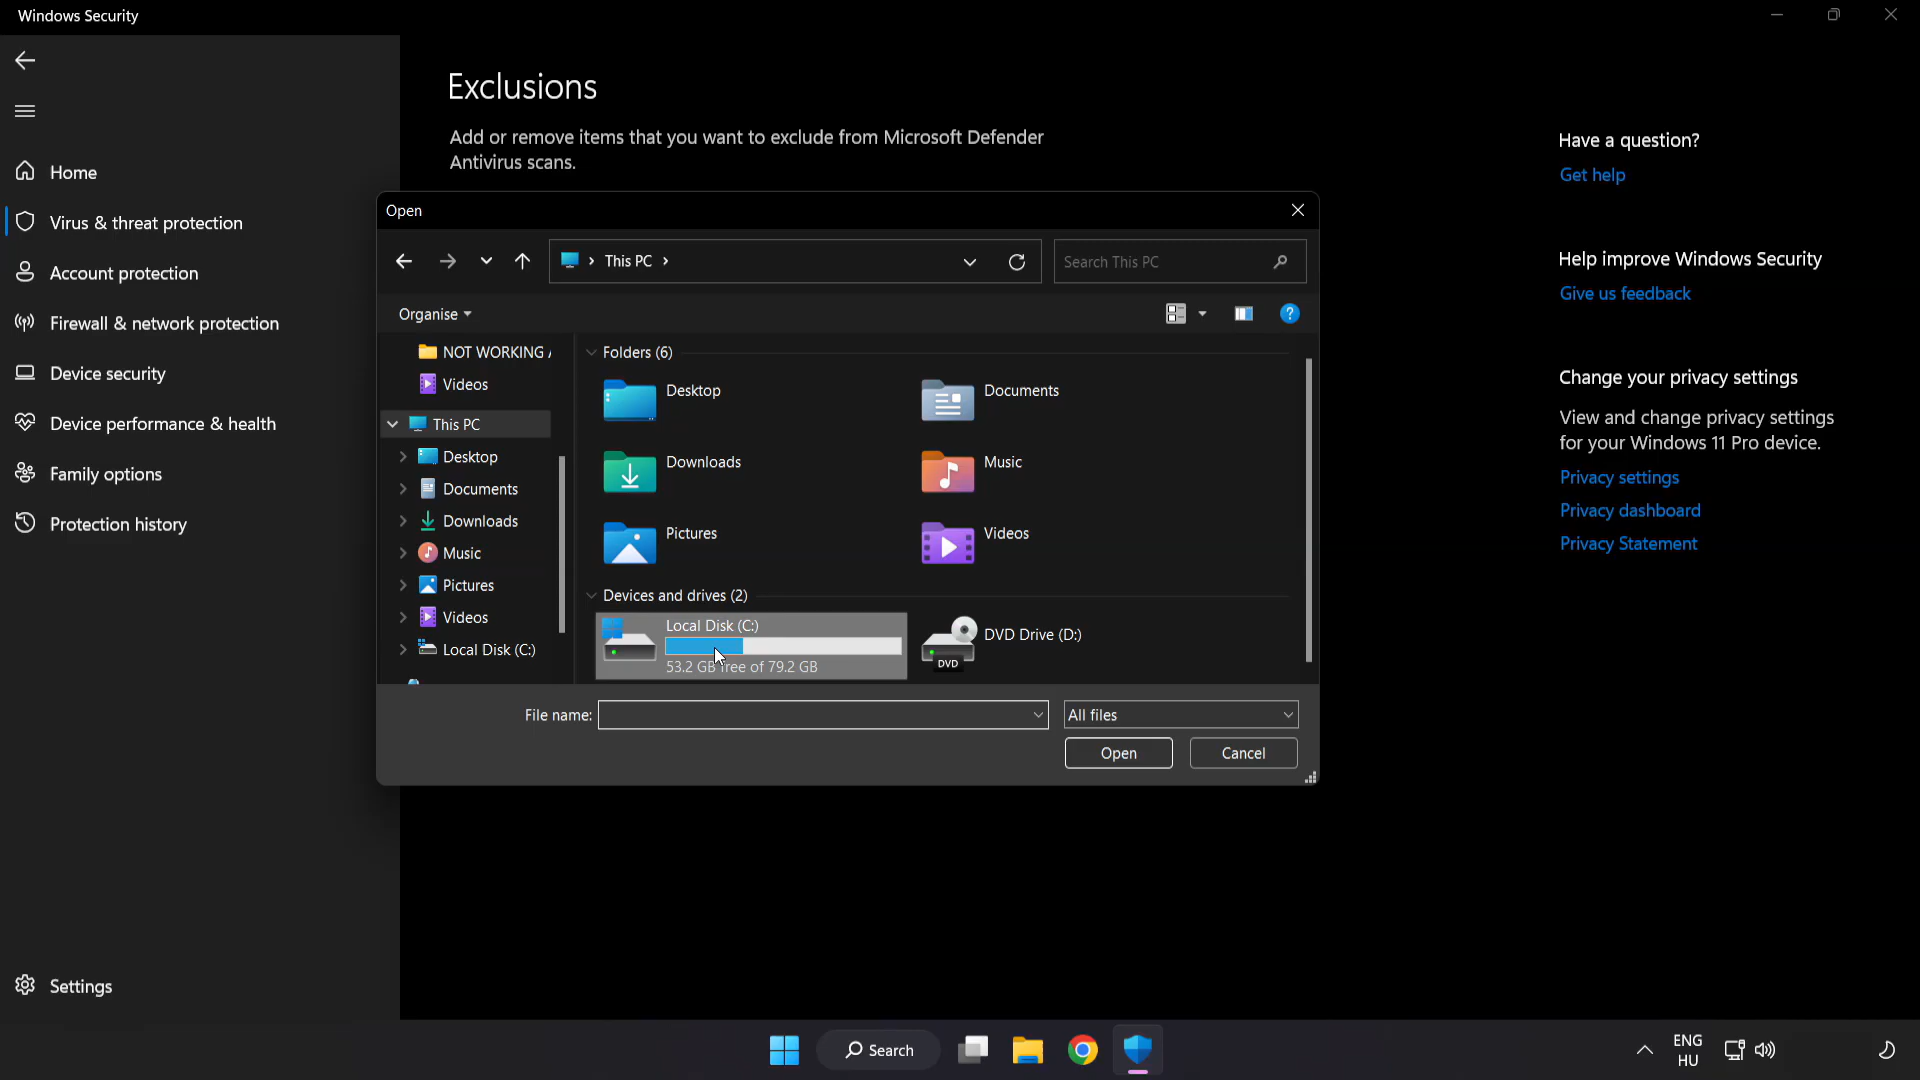 Windows Security
Exclusions
Add or remove items that you want to exclude from Microsoft Defender
Antivirus scans.
Home
Virus & threat protection
Account protection
Firewall & network protection
Device security
Device performance & health
Family options
Protection history
Settings
Have a question?
Get help
Help improve Windows Security
Give us feedback
Change your privacy settings
View and change privacy settings
for your Windows 11 Pro device.
Privacy settings
Privacy dashboard
Privacy Statement
Open
This PC
Search This PC
Organise
NOT WORKING
Videos
This PC
Desktop
Documents
Downloads
Music
Pictures
Videos
Local Disk (C:)
Folders (6)
Desktop
Documents
Downloads
Music
Pictures
Videos
Devices and drives (2)
Local Disk (C:)
53.2 GB free of 79.2 GB
DVD Drive (D:)
DVD
File name:
All files
Open
Cancel
Search
ENG
HU